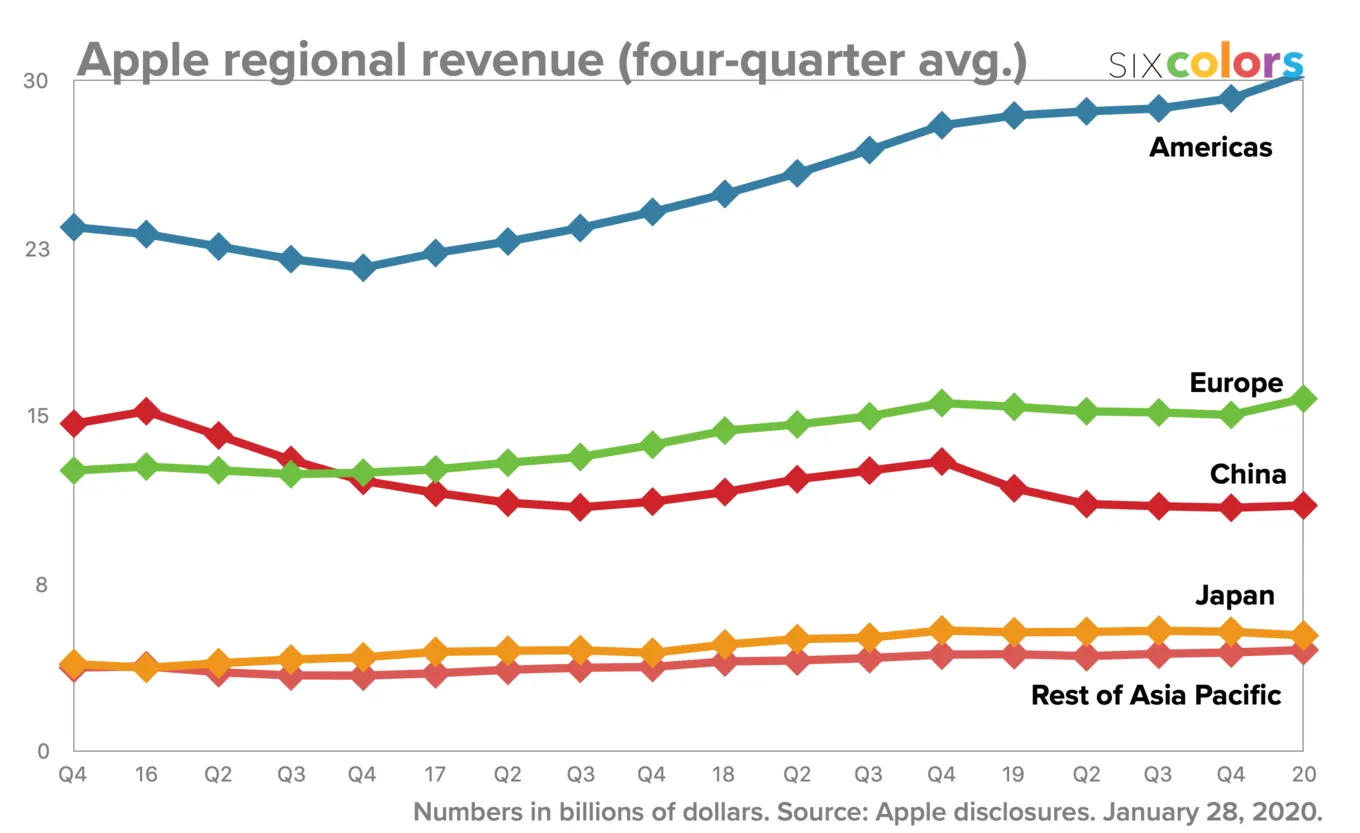 Apple regional revenue (four-quarter avg.)
SIXcolors
30
Americas
23
Europe
15
China
8
Japan
Rest of Asia Pacific
0
Q4 16 Q2 Q3 Q4 17 Q2 Q3 Q4 18 Q2 Q3 Q4 19 Q2 Q3 Q4 20
Numbers in billions of dollars. Source: Apple disclosures. January 28, 2020.